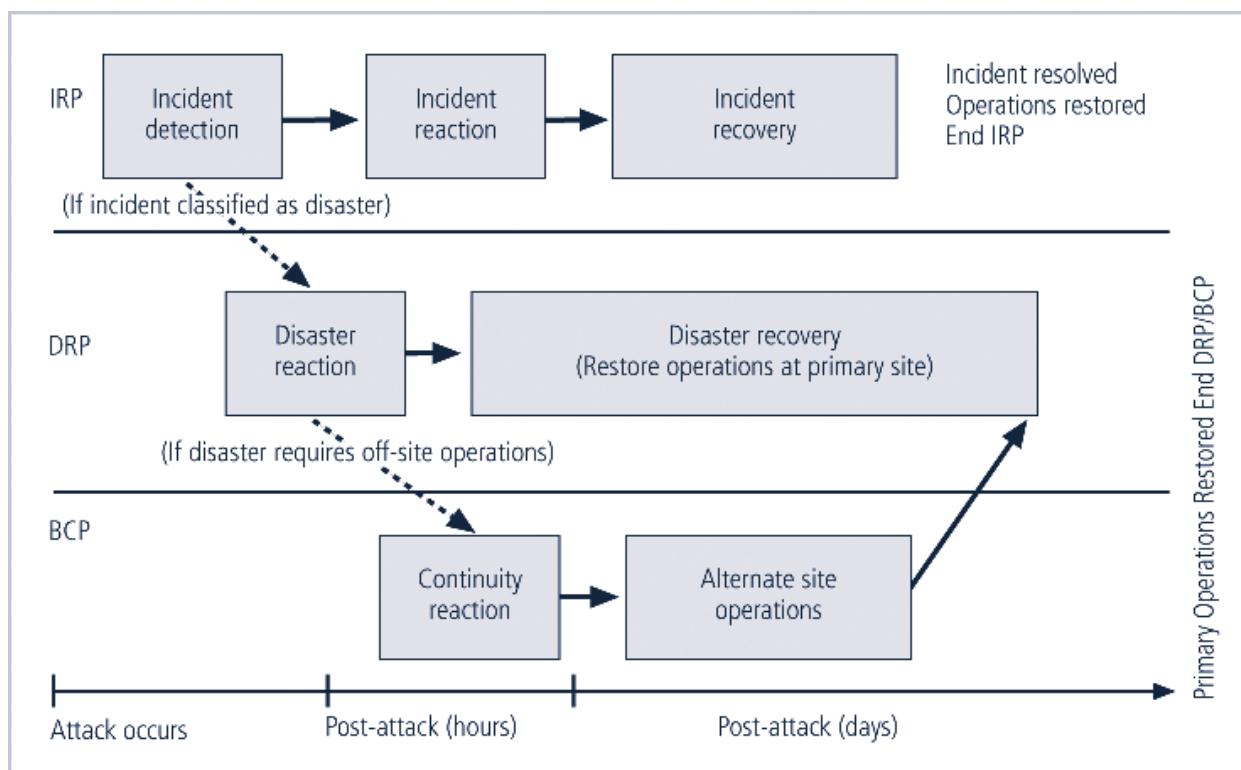 IRP
Incident
detection
Incident
reaction
Incident
recovery
Incident resolved
Operations restored
End IRP
(If incident classified as disaster)
DRP
Disaster
reaction
Disaster recovery
(Restore operations at primary site)
(If disaster requires off-site operations)
BCP
Continuity
reaction
Alternate site
operations
Primary Operations Restored End DRP/BCP
Attack occurs
Post-attack (hours)
Post-attack (days)